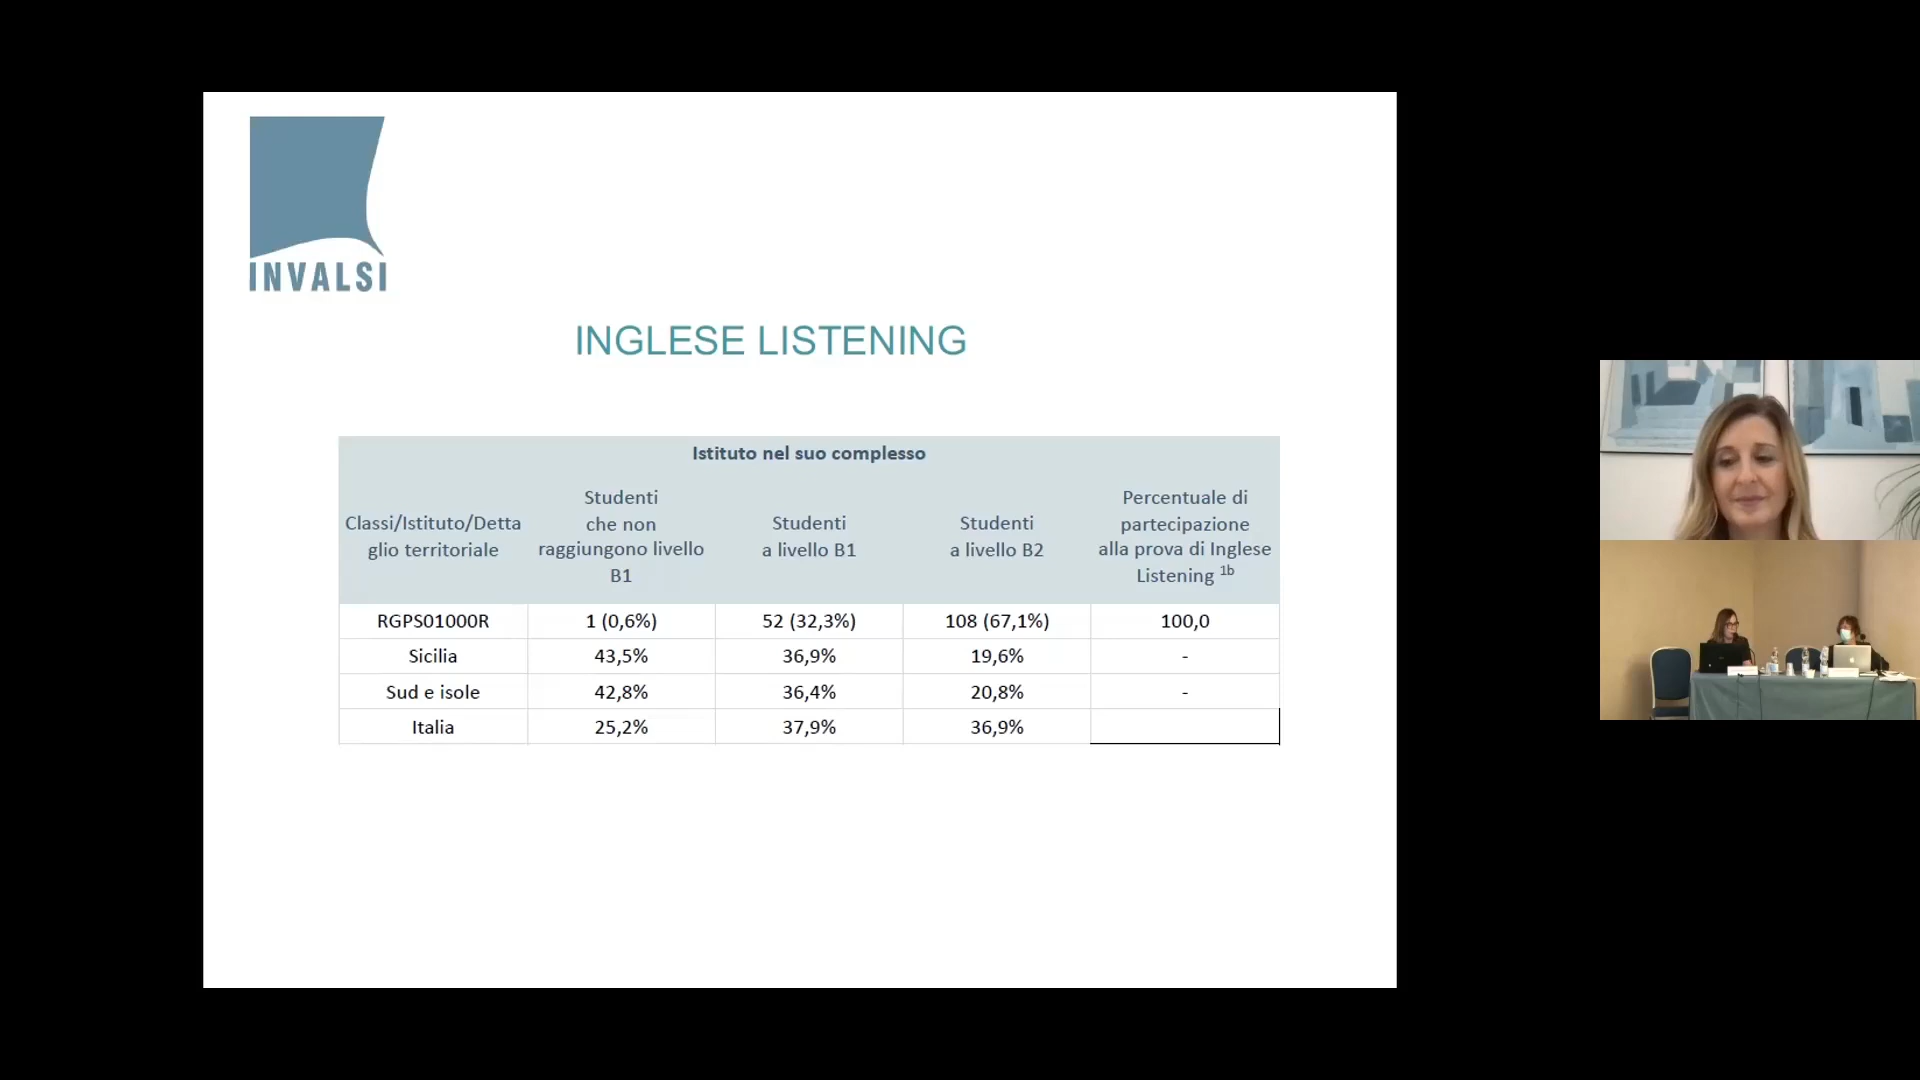 INVALSI
INGLESE LISTENING
Istituto nel suo complesso
Classi/Istituto/Detta
glio territoriale
Studenti
che non
raggiungono livello
B1
Studenti
a livello B1
Studenti
a livello B2
Percentuale di
partecipazione
alla prova di Inglese
Listening 1b
RGPS01000R 1 (0,6%) 52 (32,3%) 108 (67,1%) 100,0
Sicilia 43,5% 36,9% 19,6% -
Sud e isole 42,8% 36,4% 20,8% -
Italia 25,2% 37,9% 36,9%